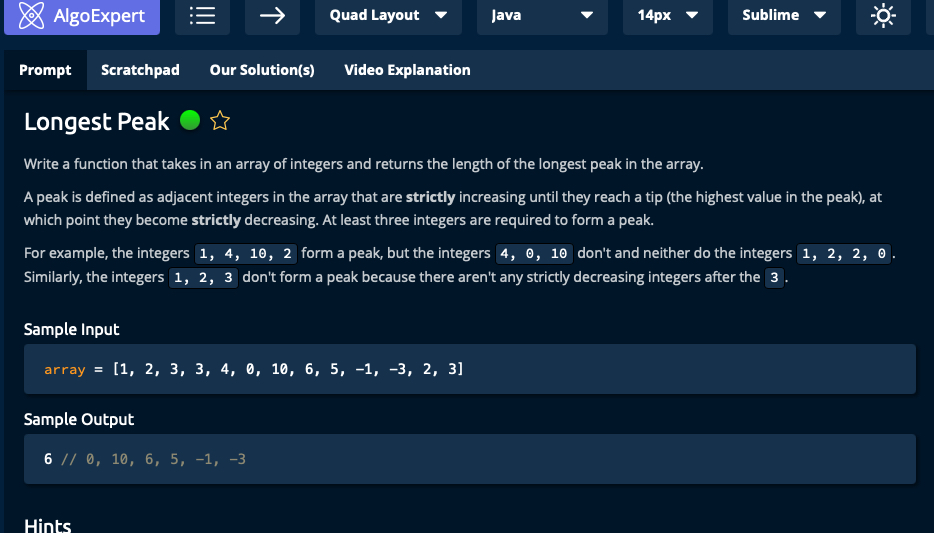 AlgoExpert Quad Layout Java 14px Sublime
Prompt Scratchpad Our Solution(s) Video Explanation
Longest Peak
Write a function that takes in an array of integers and returns the length of the longest peak in the array.
A peak is defined as adjacent integers in the array that are strictly increasing until they reach a tip (the highest value in the peak), at
which point they become strictly decreasing. At least three integers are required to form a peak.
For example, the integers 1, 4, 10, 2 form a peak, but the integers 4, 0, 10 don't and neither do the integers 1, 2, 2, 0.
Similarly, the integers 1, 2, 3 don't form a peak because there aren't any strictly decreasing integers after the 3.
Sample Input
array = [1, 2, 3, 3, 4, 0, 10, 6, 5, -1, -3, 2, 3]
Sample Output
6 // 0, 10, 6, 5, -1, -3
Hints